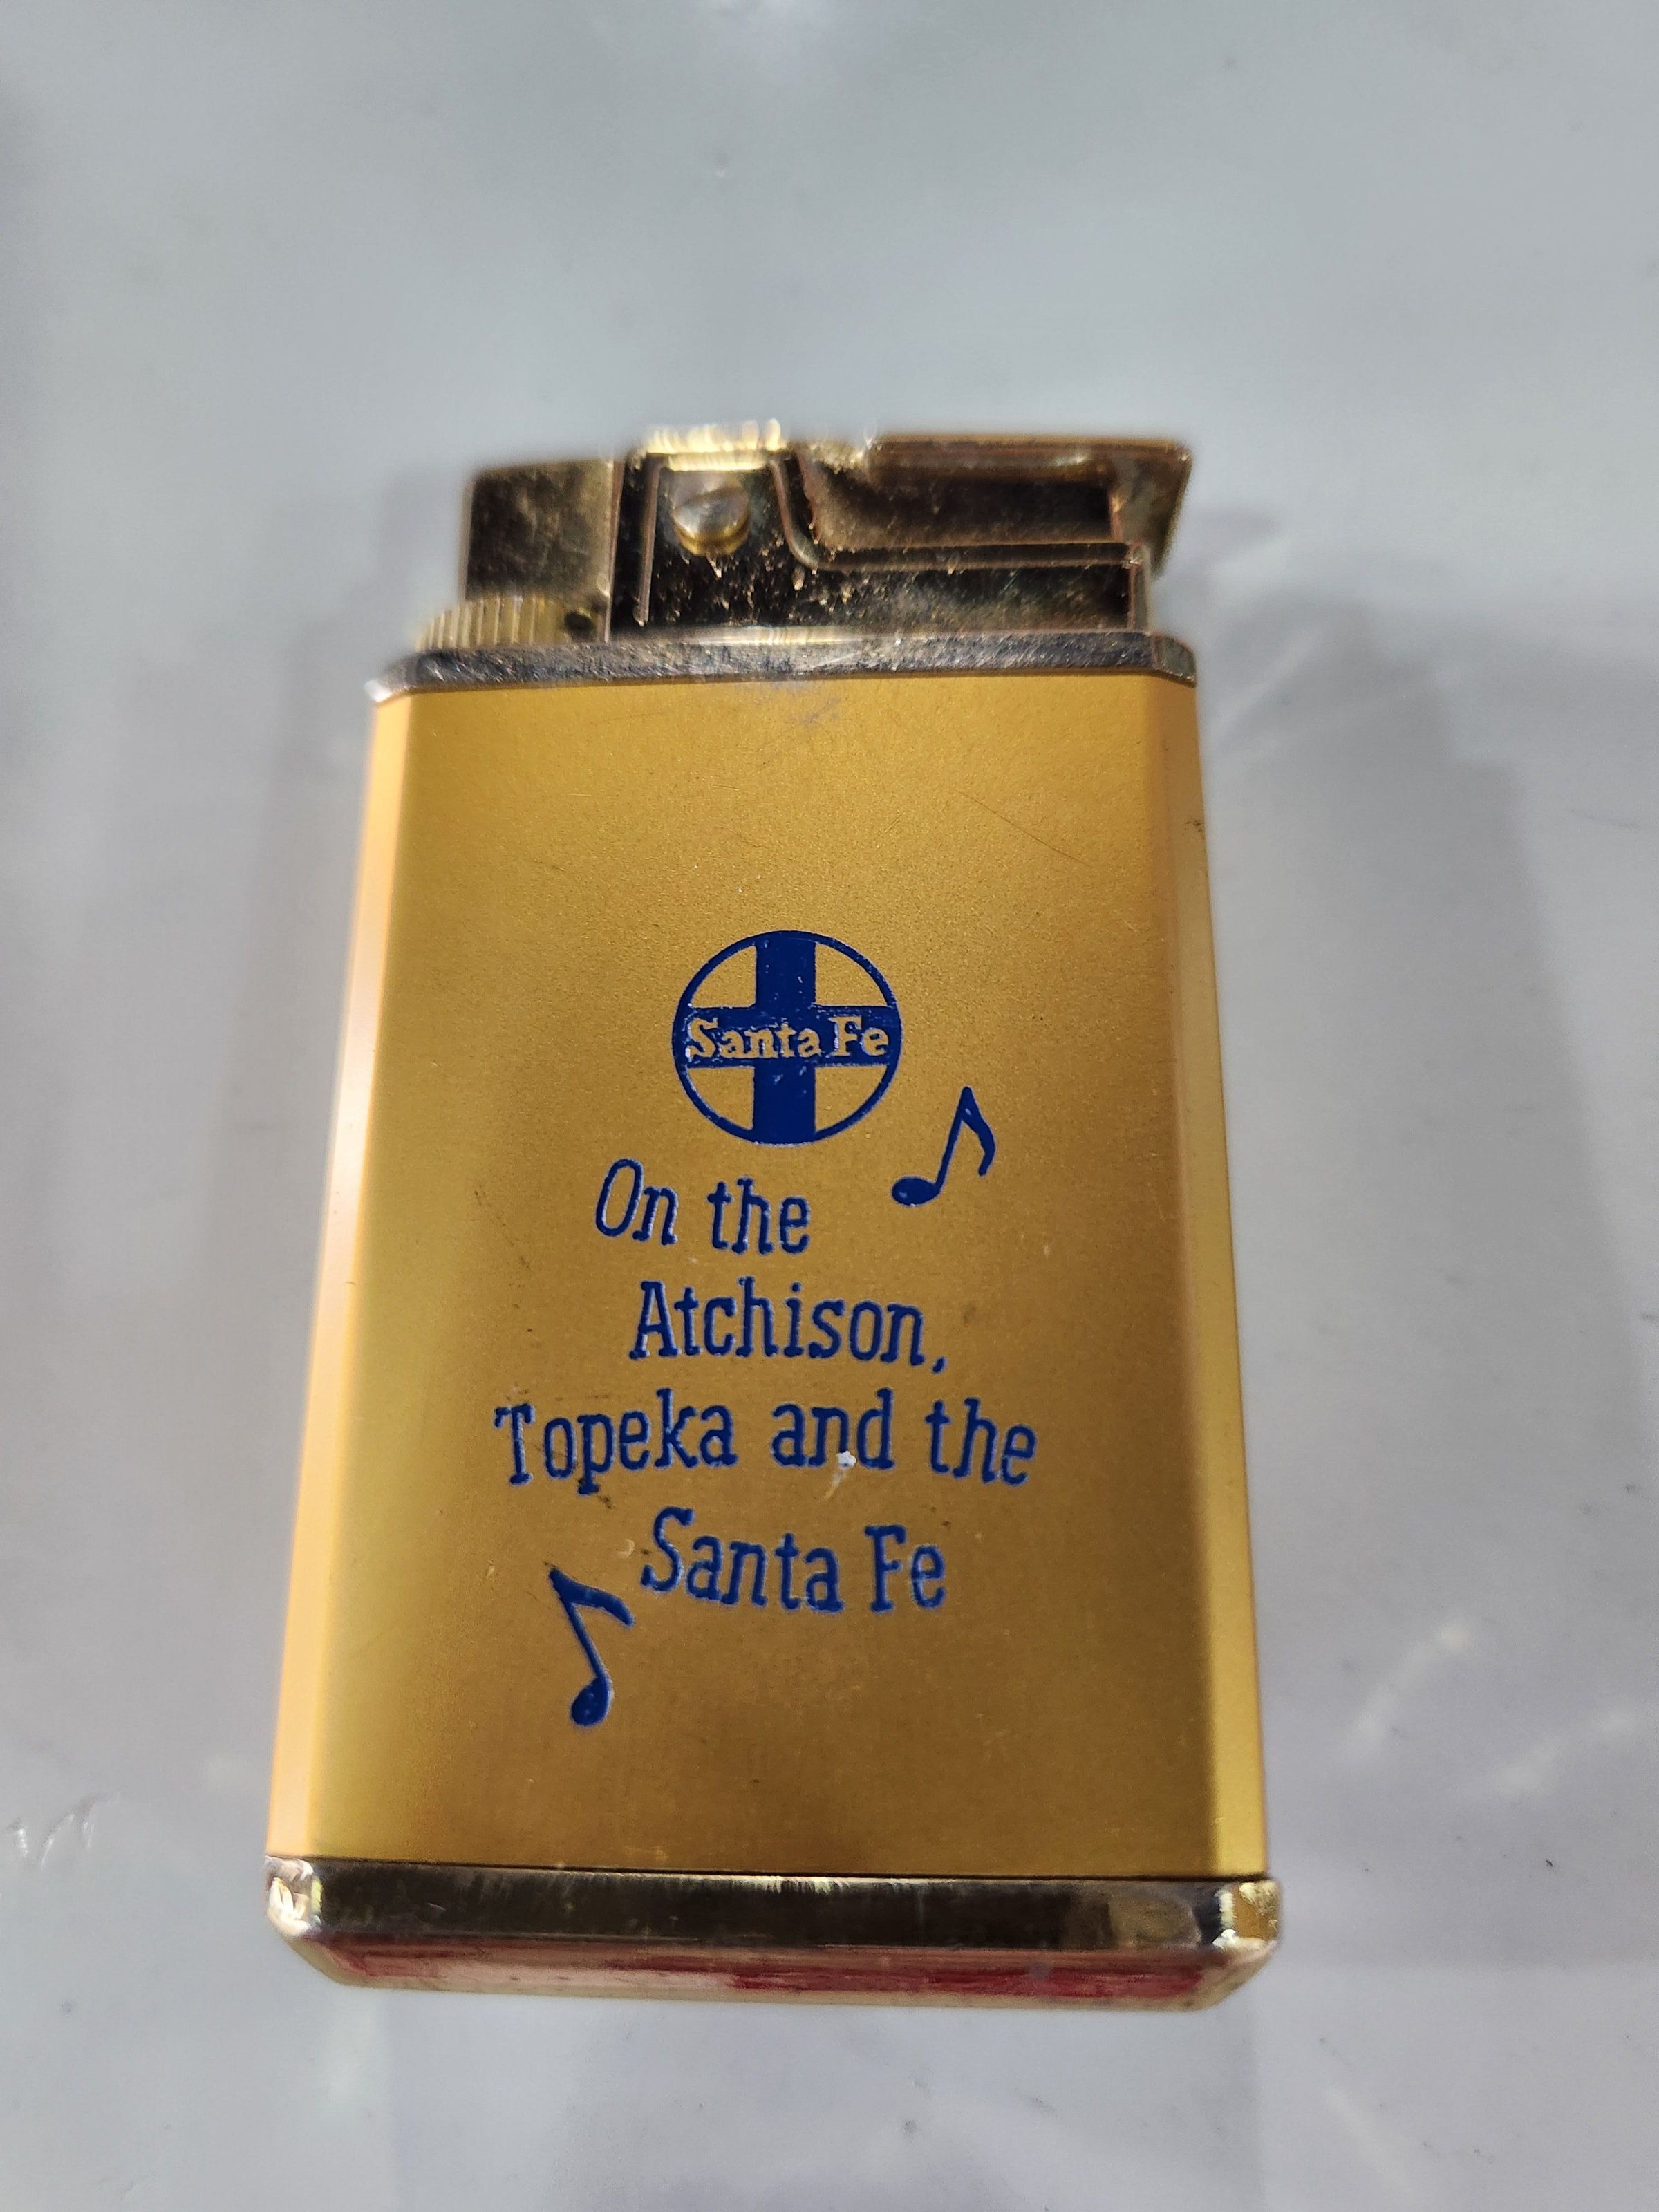 Santa Fe
On the
Atchison,
Topeka and the
Santa Fe